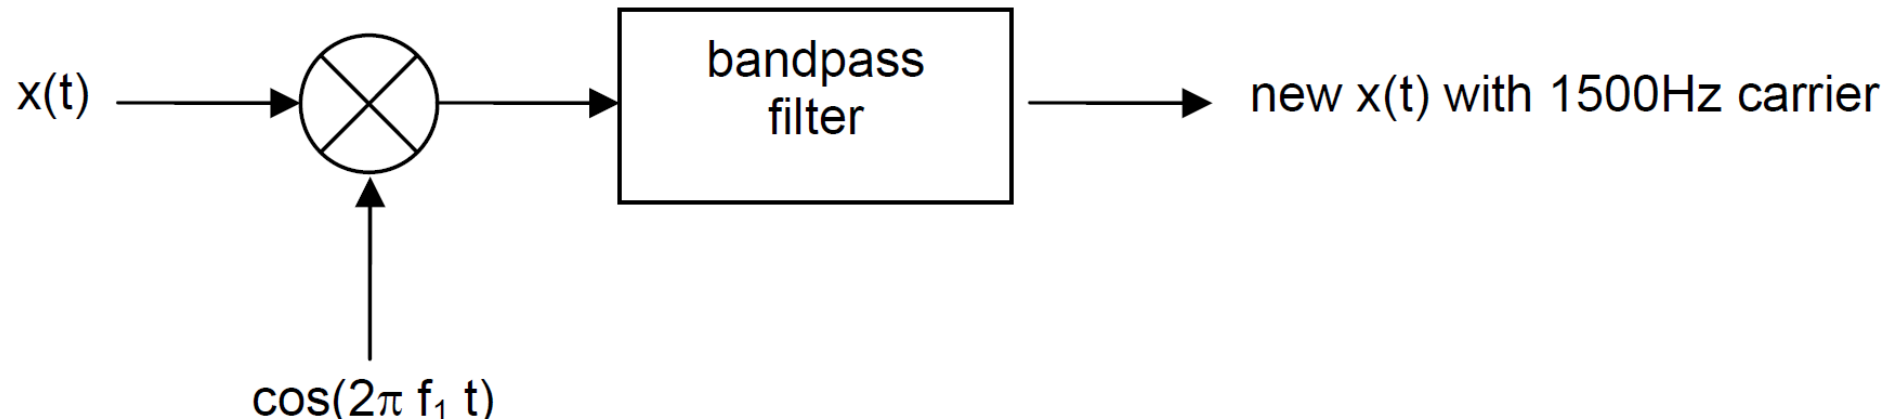 x(t)
bandpass
filter
new x(t) with 1500Hz carrier
cos(2π f₁ t)